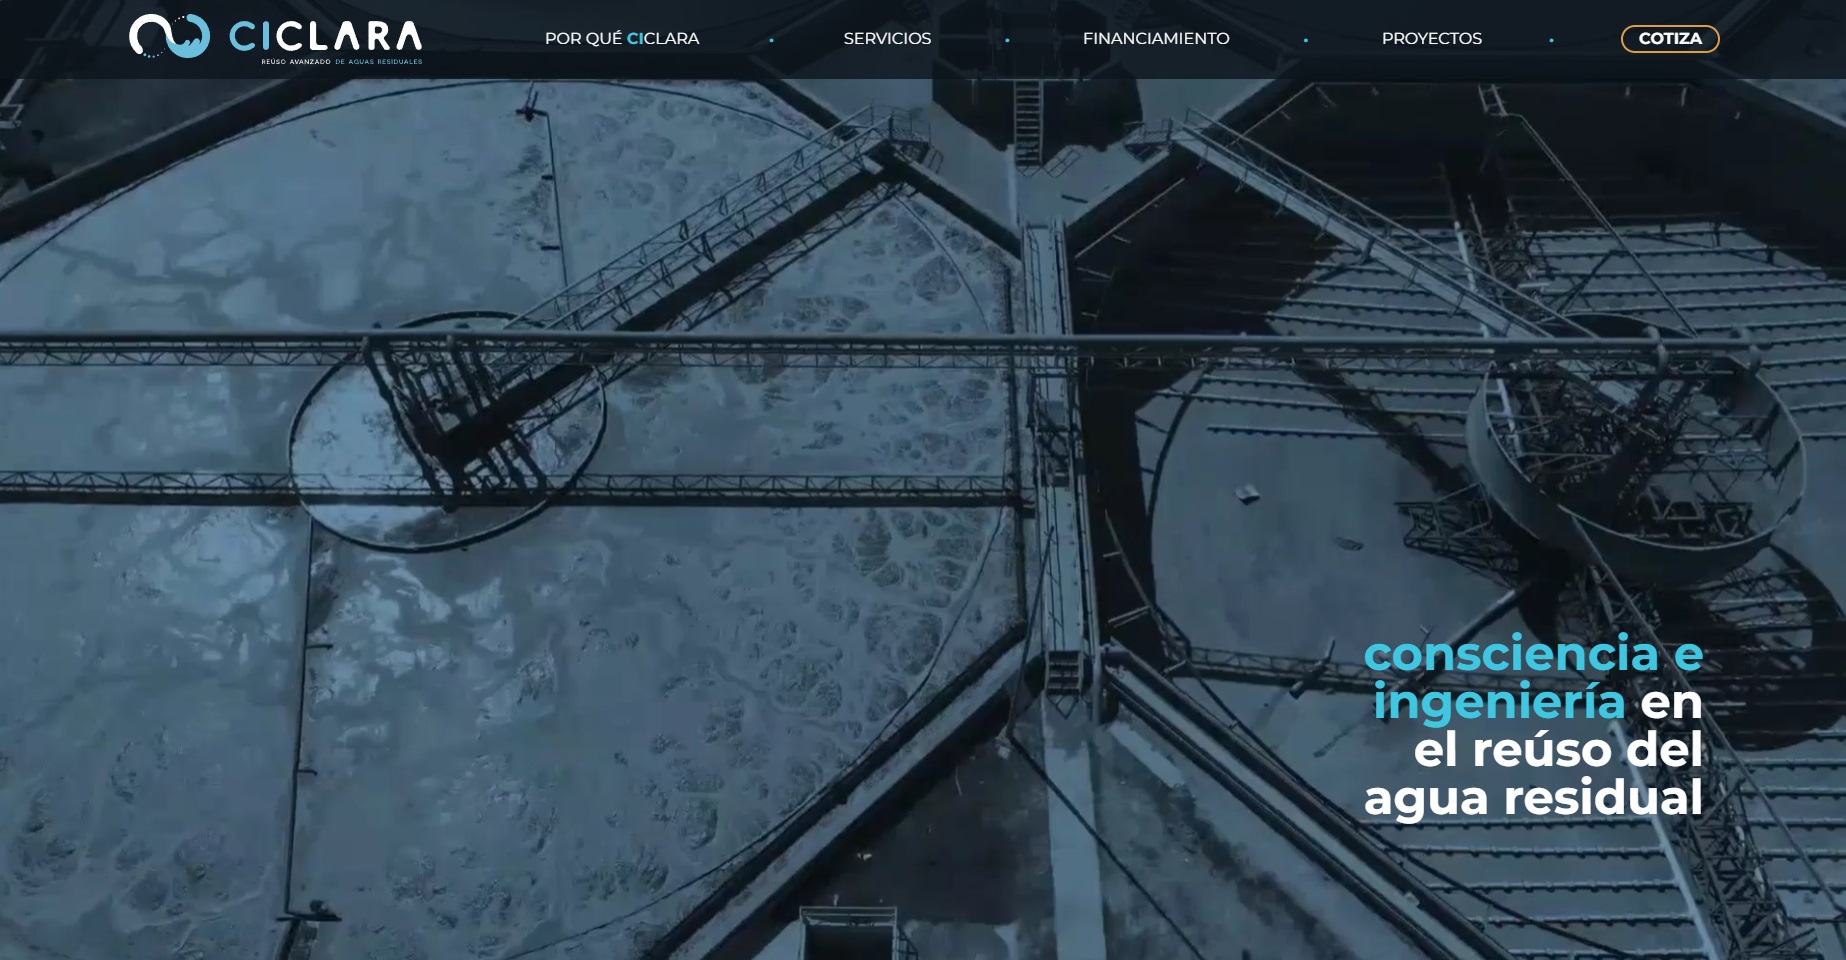 CICLARA
REÚSO AVANZADO DE AGUAS RESIDUALES
POR QUÉ CICLARA
SERVICIOS
FINANCIAMIENTO
PROYECTOS
COTIZA
consciencia e
ingeniería en
el reúso del
agua residual